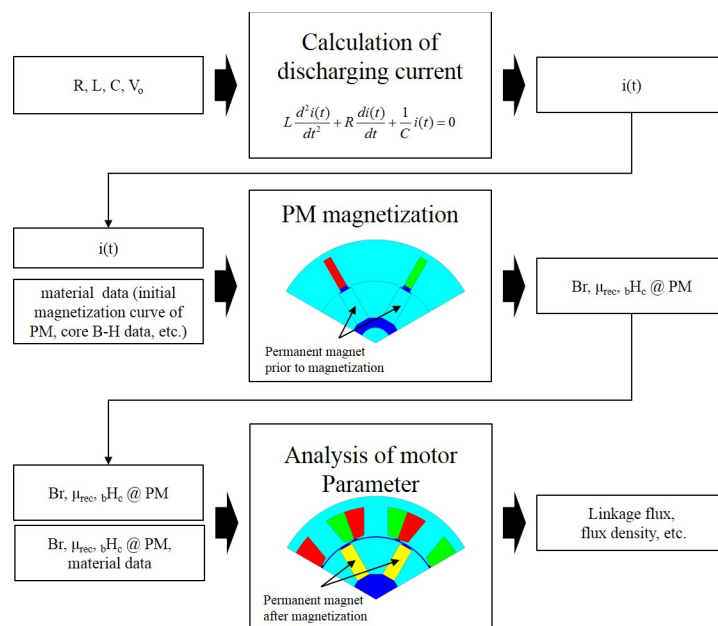 R, L, C, Vₒ
Calculation of
discharging current
L d²i(t)/dt² + R di(t)/dt + 1/C i(t) = 0
i(t)
i(t)
material data (initial
magnetization curve of
PM, core B-H data, etc.)
PM magnetization
Permanent magnet
prior to magnetization
Br, μrec, bHc @ PM
Br, μrec, bHc @ PM
Br, μrec, bHc @ PM,
material data
Analysis of motor
Parameter
Permanent magnet
after magnetization
Linkage flux,
flux density, etc.